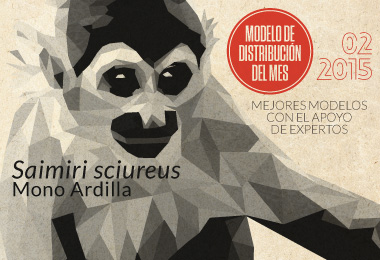 MODELO DE
DISTRIBUCIÓN
DEL MES
02
2015
MEJORES MODELOS
CON EL APOYO
DE EXPERTOS
Saimiri sciureus
Mono Ardilla